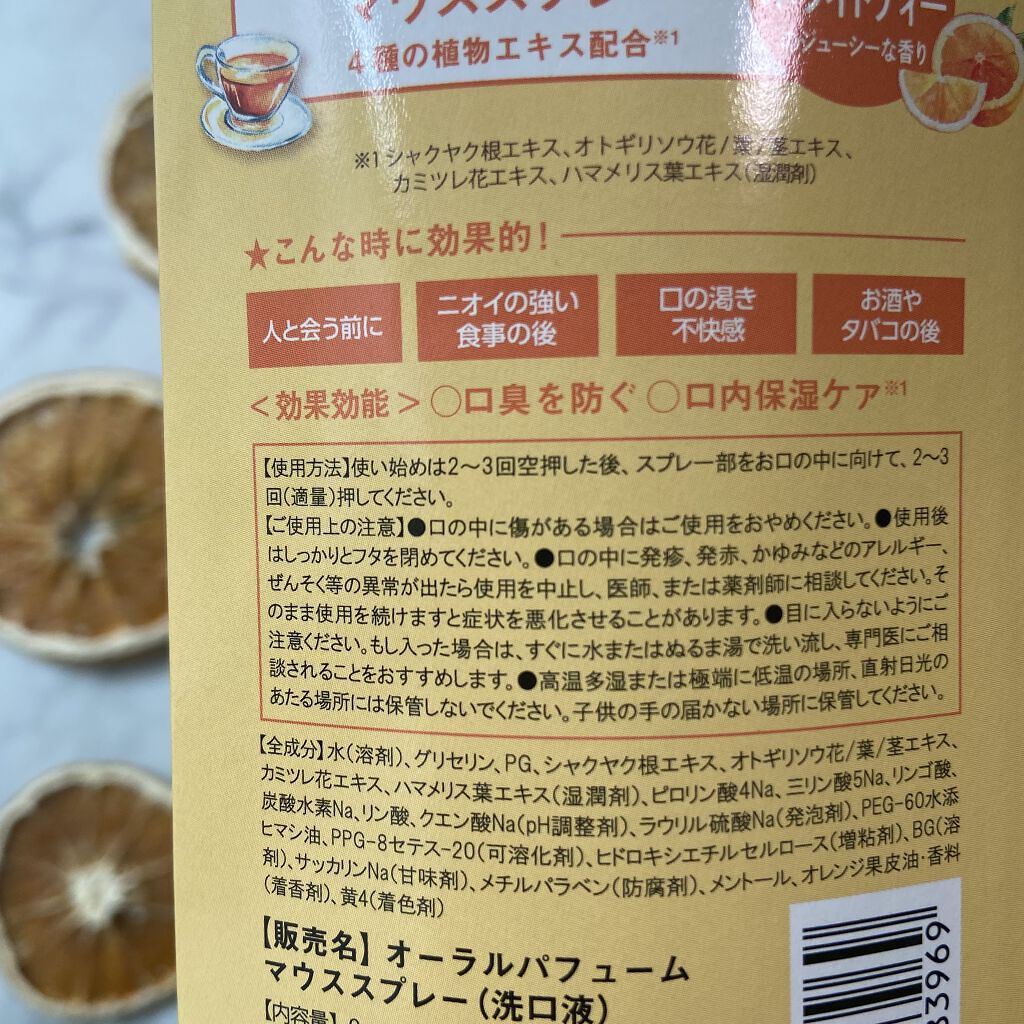 マウススプレー
4種の植物エキス配合※1
ジューシーな香り
※1シャクヤク根エキス、オトギリソウ花/葉/茎エキス、
カミツレ花エキス、ハマメリス葉エキス(湿潤剤)
★こんな時に効果的!
人と会う前に
ニオイの強い
食事の後
口の渇き
不快感
お酒や
タバコの後
<効果効能>〇口臭を防ぐ〇口内保湿ケア※1
【使用方法】使い始めは2〜3回空押した後、スプレー部をお口の中に向けて、2〜3
回(適量)押してください。
【ご使用上の注意】●口の中に傷がある場合はご使用をおやめください。●使用後
はしっかりとフタを閉めてください。●口の中に発疹、発赤、かゆみなどのアレルギー、
ぜんそく等の異常が出たら使用を中止し、医師、または薬剤師に相談してください。そ
のまま使用を続けますと症状を悪化させることがあります。●目に入らないようにご
注意ください。もし入った場合は、すぐに水またはぬるま湯で洗い流し、専門医にご相
談されることをおすすめします。●高温多湿または極端に低温の場所、直射日光の
あたる場所には保管しないでください。子供の手の届かない場所に保管してください。
【全成分】水(溶剤)、グリセリン、PG、シャクヤク根エキス、オトギリソウ花/葉/茎エキス、
カミツレ花エキス、ハマメリス葉エキス(湿潤剤)、ピロリン酸4Na、三リン酸5Na、リンゴ酸、
炭酸水素Na、リン酸、クエン酸Na(pH調整剤)、ラウリル硫酸Na(発泡剤)、PEG-60水添
ヒマシ油、PPG-8セテス-20(可溶化剤)、ヒドロキシエチルセルロース(増粘剤)、BG(溶
剤)、サッカリンNa(甘味剤)、メチルパラベン(防腐剤)、メントール、オレンジ果皮油・香料
(着香剤)、黄4(着色剤)
【販売名】オーラルパフューム
マウススプレー(洗口液)
【内容量】
33969